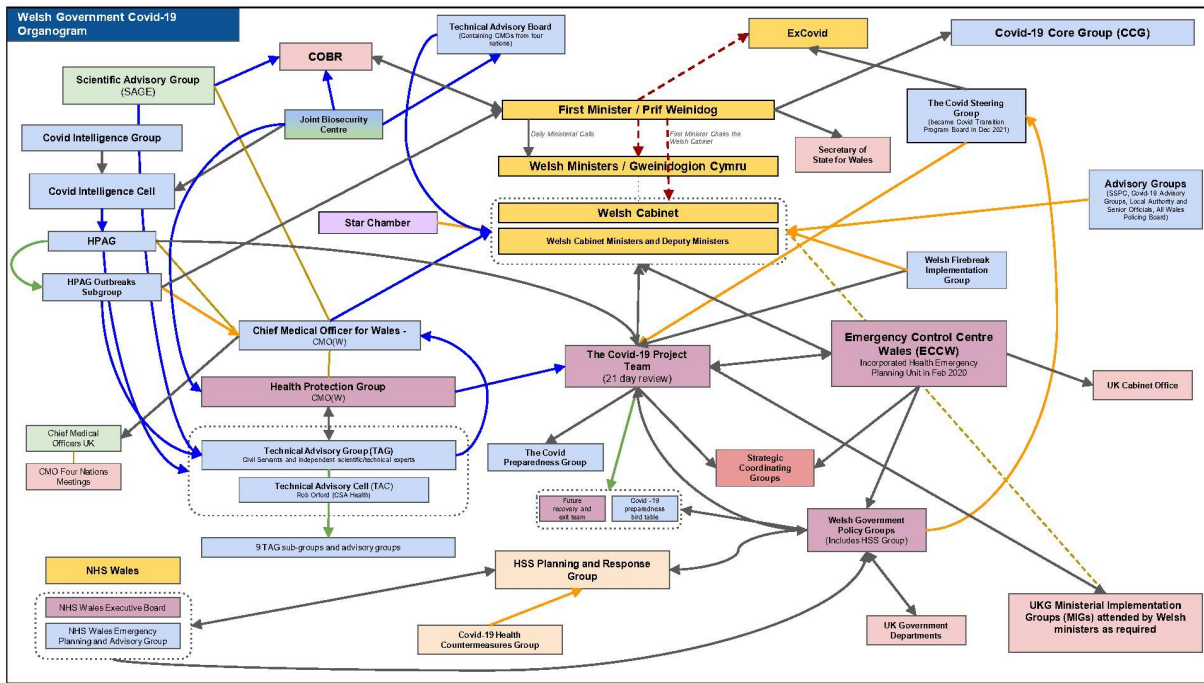 Welsh Government Covid-19
Organogram
Technical Advisory Board
(Containing CMOs from four
nations)
ExCovid
Covid-19 Core Group (CCG)
COBR
Scientific Advisory Group
(SAGE)
Joint Biosecurity
Centre
First Minister / Prif Weinidog
The Covid Steering
Group
(became Covid Transition
Program Board in Dec 2021)
Covid Intelligence Group
Daily Ministerial Calls
First Minister Chairs the
Welsh Cabinet
Secretary of
State for Wales
Welsh Ministers / Gweinidogion Cymru
Covid Intelligence Cell
Advisory Groups
(SSPC, Covid-19 Advisory
Groups, Local Authority and
Senior Officials, All Wales
Policing Board)
Star Chamber
Welsh Cabinet
Welsh Cabinet Ministers and Deputy Ministers
HPAG
Welsh Firebreak
Implementation
Group
HPAG Outbreaks
Subgroup
Chief Medical Officer for Wales -
CMO(W)
The Covid-19 Project
Team
(21 day review)
Emergency Control Centre
Wales (ECCW)
Incorporated Health Emergency
Planning Unit in Feb 2020
Health Protection Group
CMO(W)
UK Cabinet Office
Chief Medical
Officers UK
CMO Four Nations
Meetings
Technical Advisory Group (TAG)
Civil Servants and independent scientific/technical experts
Technical Advisory Cell (TAC)
Rob Orford (CSA Health)
The Covid
Preparedness Group
Strategic
Coordinating
Groups
Future
recovery and
exit team
Covid -19
preparedness
bird table
Welsh Government
Policy Groups
(Includes HSS Group)
9 TAG sub-groups and advisory groups
NHS Wales
HSS Planning and Response
Group
NHS Wales Executive Board
NHS Wales Emergency
Planning and Advisory Group
Covid-19 Health
Countermeasures Group
UK Government
Departments
UKG Ministerial Implementation
Groups (MIGs) attended by Welsh
ministers as required